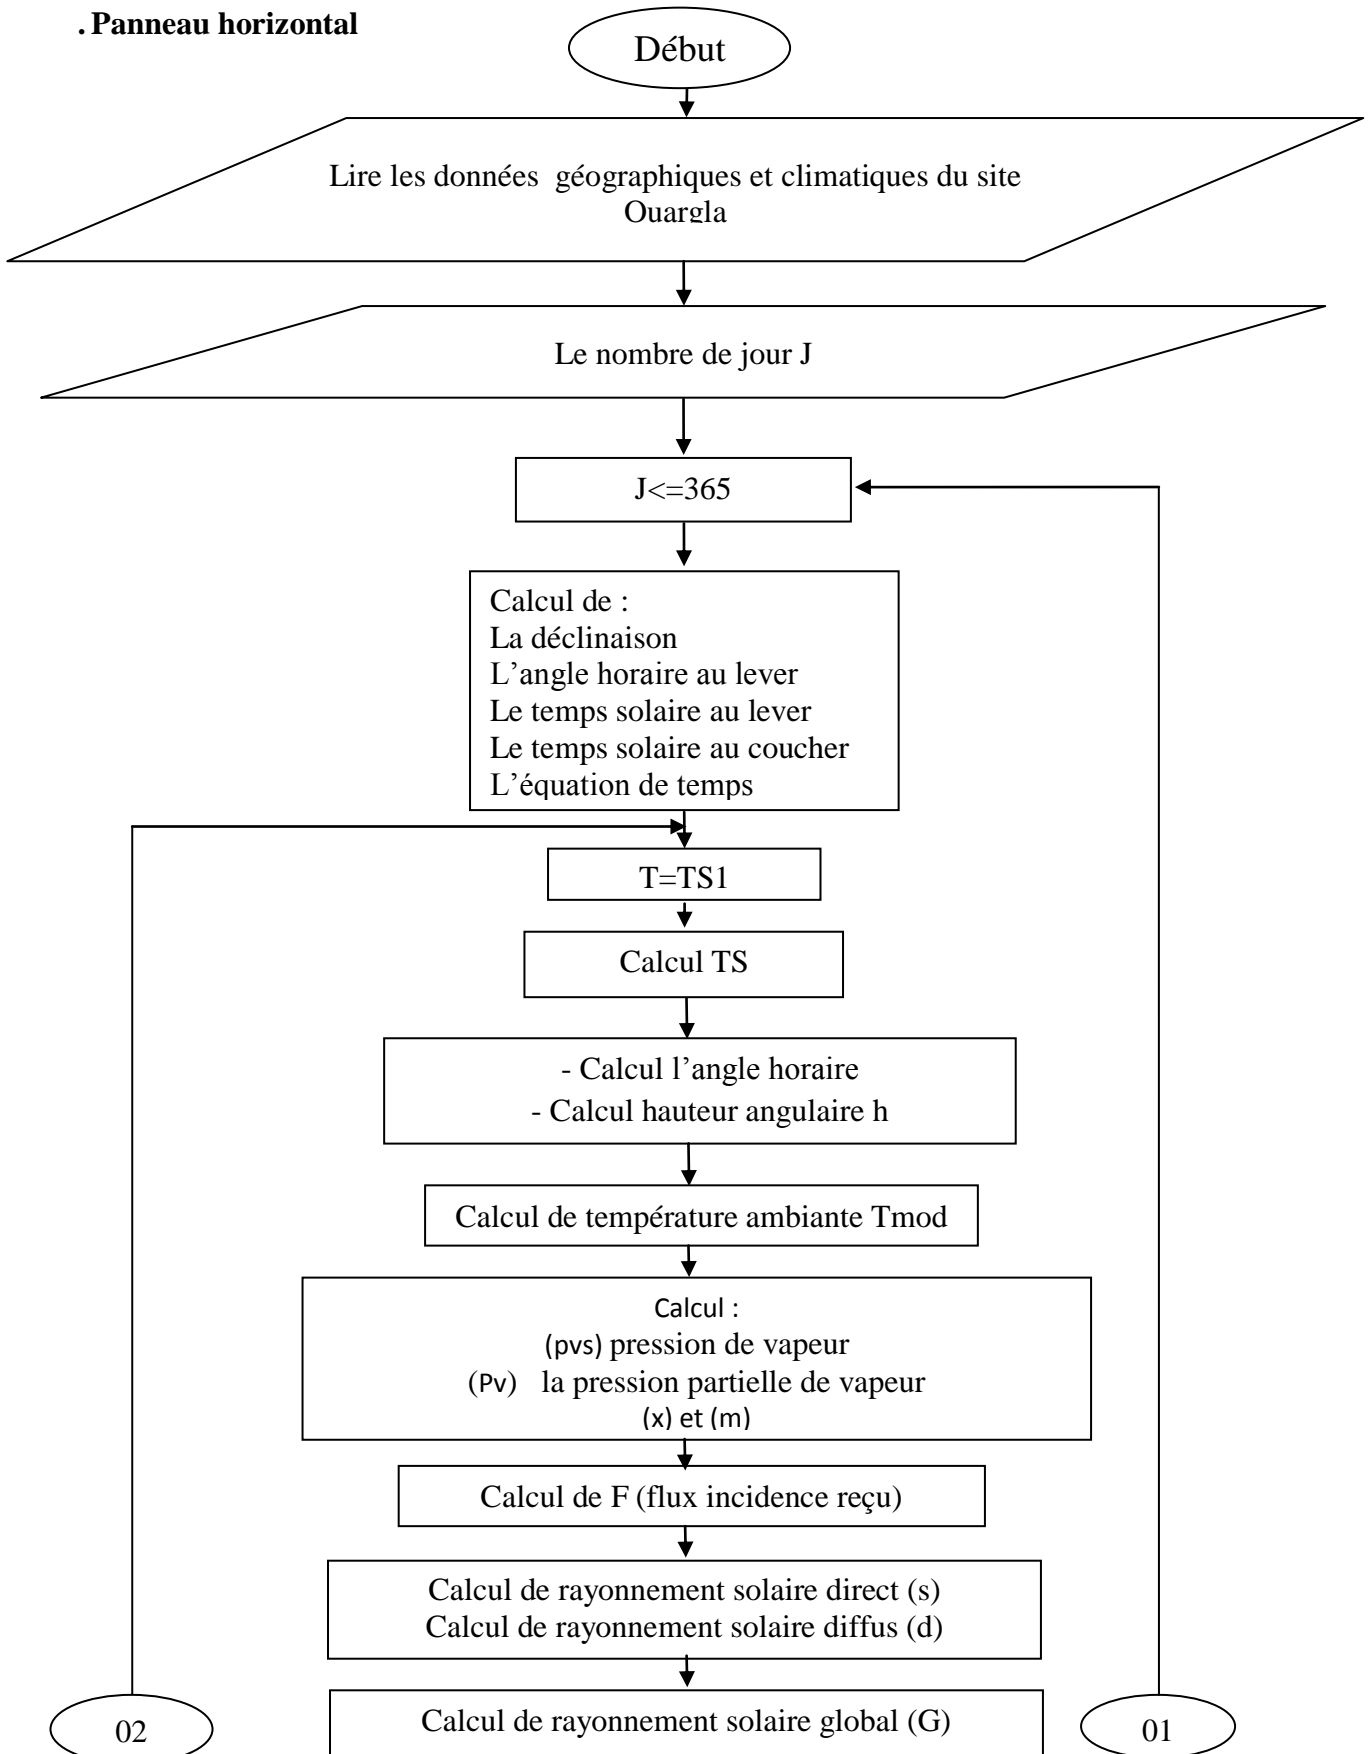 . Panneau horizontal
Début
Lire les données géographiques et climatiques du site
Ouargla
Le nombre de jour J
J<=365
Calcul de :
La déclinaison
L’angle horaire au lever
Le temps solaire au lever
Le temps solaire au coucher
L’équation de temps
T=TS1
Calcul TS
- Calcul l’angle horaire
- Calcul hauteur angulaire h
Calcul de température ambiante Tmod
Calcul :
(pvs) pression de vapeur
(Pv) la pression partielle de vapeur
(x) et (m)
Calcul de F (flux incidence reçu)
Calcul de rayonnement solaire direct (s)
Calcul de rayonnement solaire diffus (d)
Calcul de rayonnement solaire global (G)
02
01